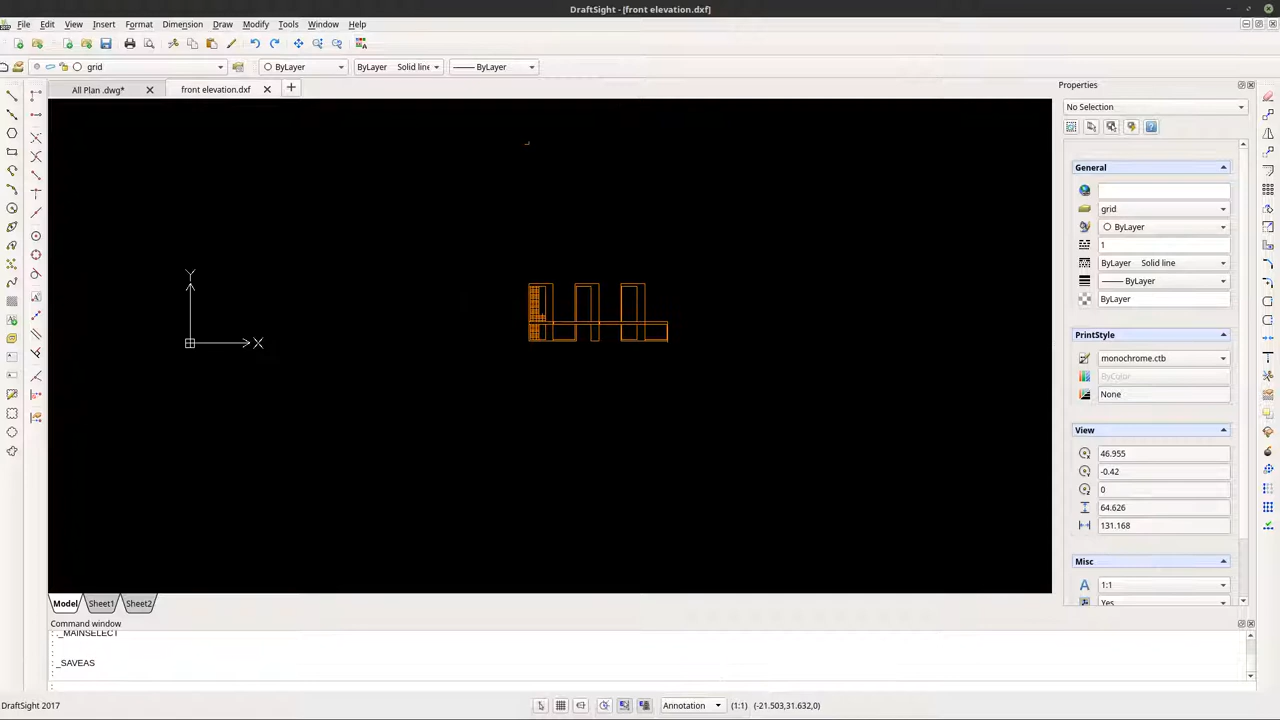 DraftSight - [front elevation.dxf]
File Edit View Insert Format Dimension Draw Modify Tools Window Help
grid ByLayer ByLayer Solid line ByLayer
All Plan .dwg* front elevation.dxf
Y
X
Model Sheet1 Sheet2
Properties
No Selection
General
grid
ByLayer
1
ByLayer Solid line
ByLayer
ByLayer
PrintStyle
monochrome.ctb
ByColor
None
View
46.955
-0.42
0
64.626
131.168
Misc
1:1
Yes
Command window
: ._MAINSELECT
:
:
: _SAVEAS
:
:
DraftSight 2017 Annotation (1:1) (-21.503,31.632,0)